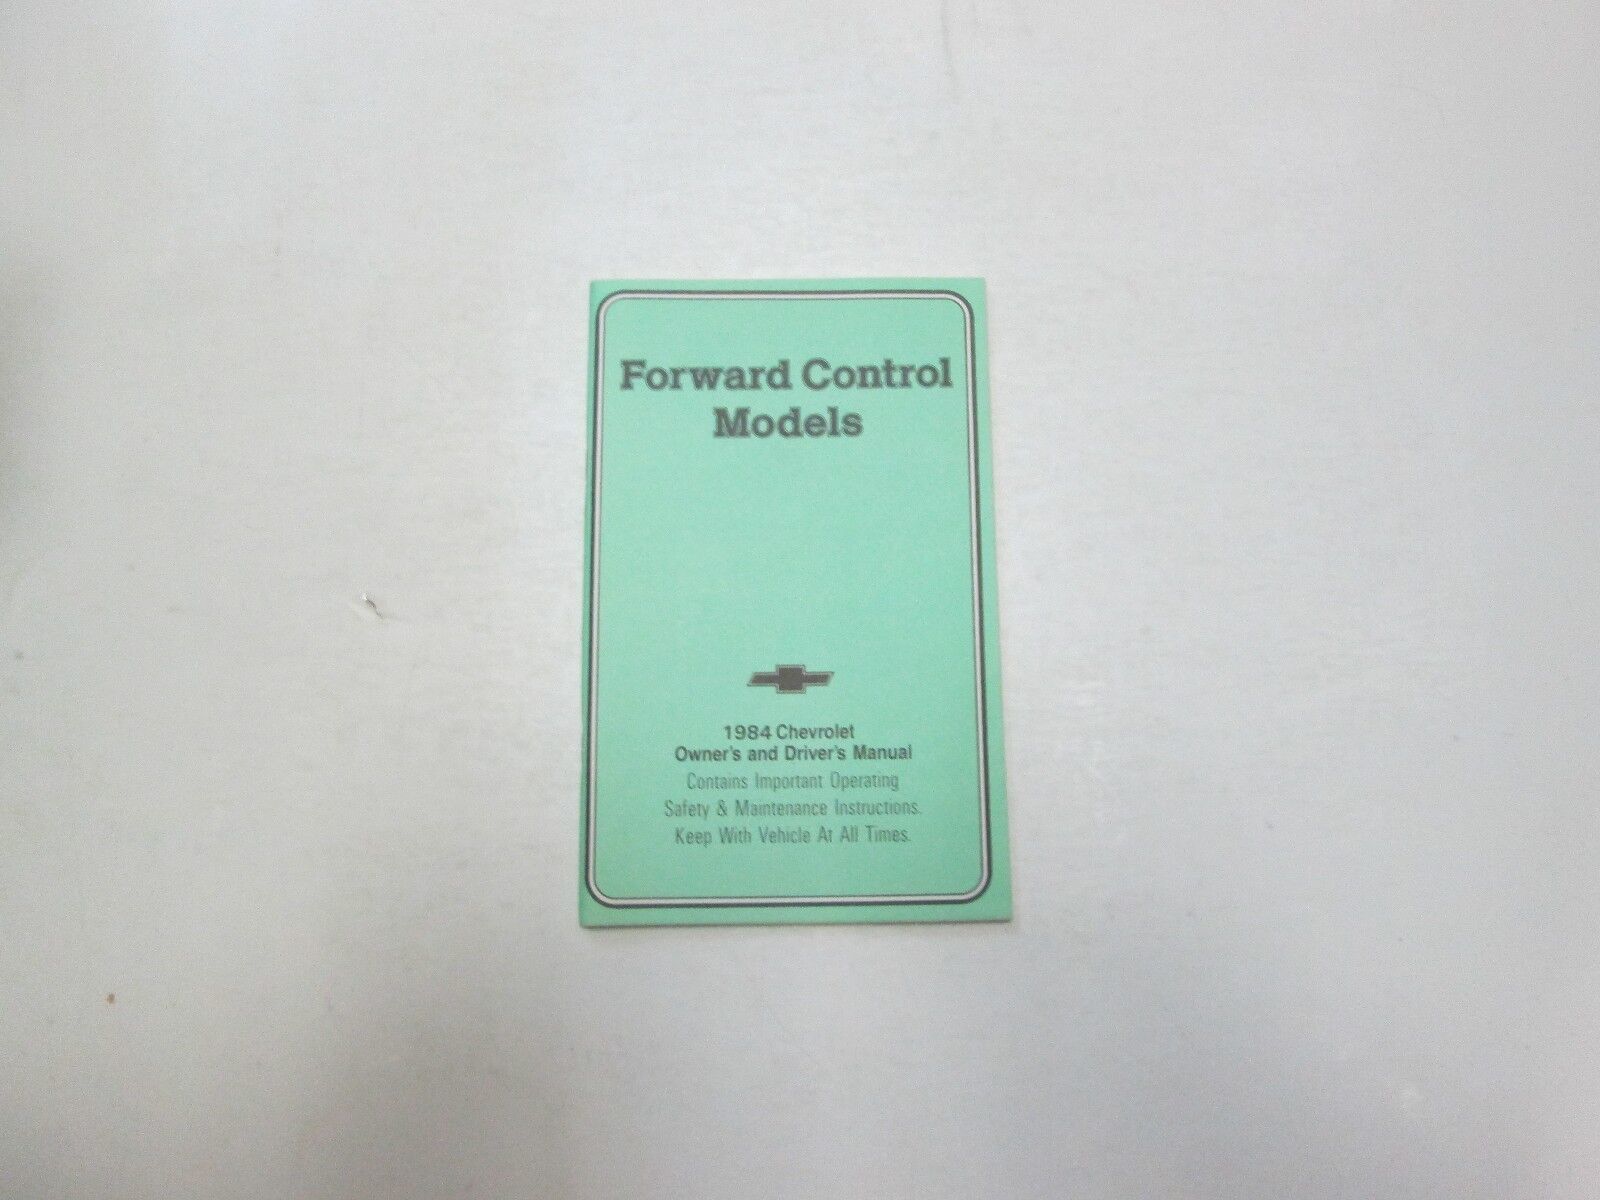 Forward Control
Models
1984 Chevrolet
Owner's and Driver's Manual
Contains Important Operating
Safety & Maintenance Instructions.
Keep With Vehicle At All Times.